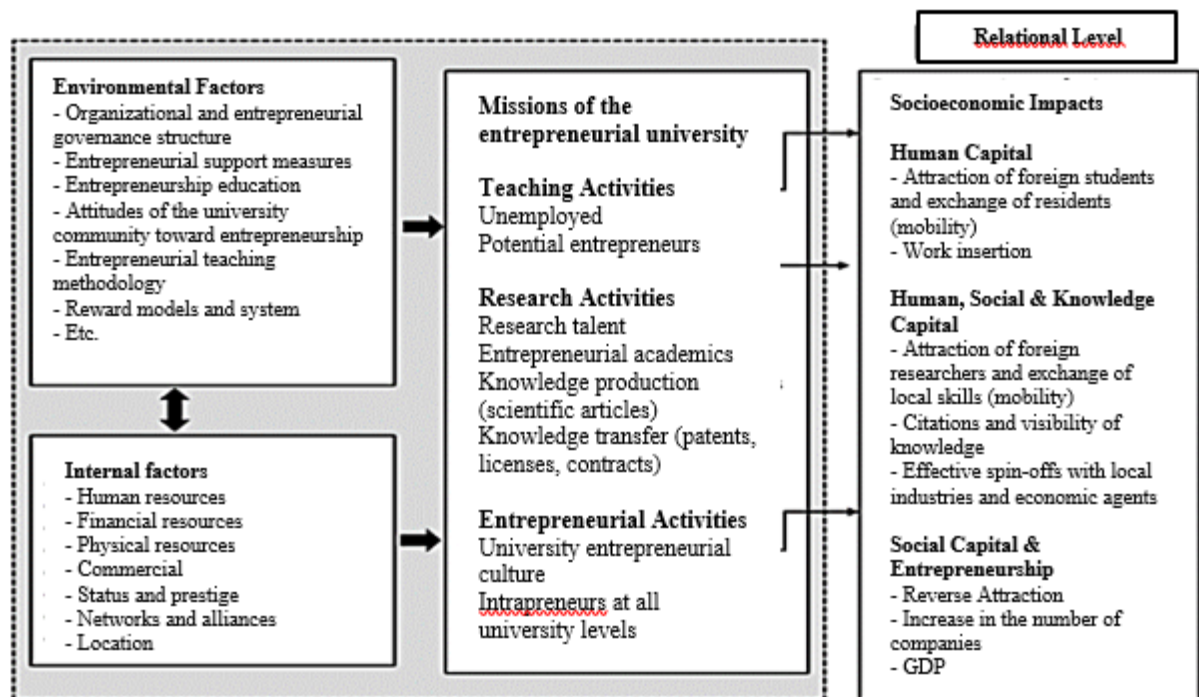 Relational Level
Environmental Factors
- Organizational and entrepreneurial
governance structure
- Entrepreneurial support measures
- Entrepreneurship education
- Attitudes of the university
community toward entrepreneurship
- Entrepreneurial teaching
methodology
- Reward models and system
- Etc.
Internal factors
- Human resources
- Financial resources
- Physical resources
- Commercial
- Status and prestige
- Networks and alliances
- Location
Missions of the
entrepreneurial university
Teaching Activities
Unemployed
Potential entrepreneurs
Research Activities
Research talent
Entrepreneurial academics
Knowledge production
(scientific articles)
Knowledge transfer (patents,
licenses, contracts)
Entrepreneurial Activities
University entrepreneurial
culture
Intrapreneurs at all
university levels
Socioeconomic Impacts
Human Capital
- Attraction of foreign students
and exchange of residents
(mobility)
- Work insertion
Human, Social & Knowledge
Capital
- Attraction of foreign
researchers and exchange of
local skills (mobility)
- Citations and visibility of
knowledge
- Effective spin-offs with local
industries and economic agents
Social Capital &
Entrepreneurship
- Reverse Attraction
- Increase in the number of
companies
- GDP